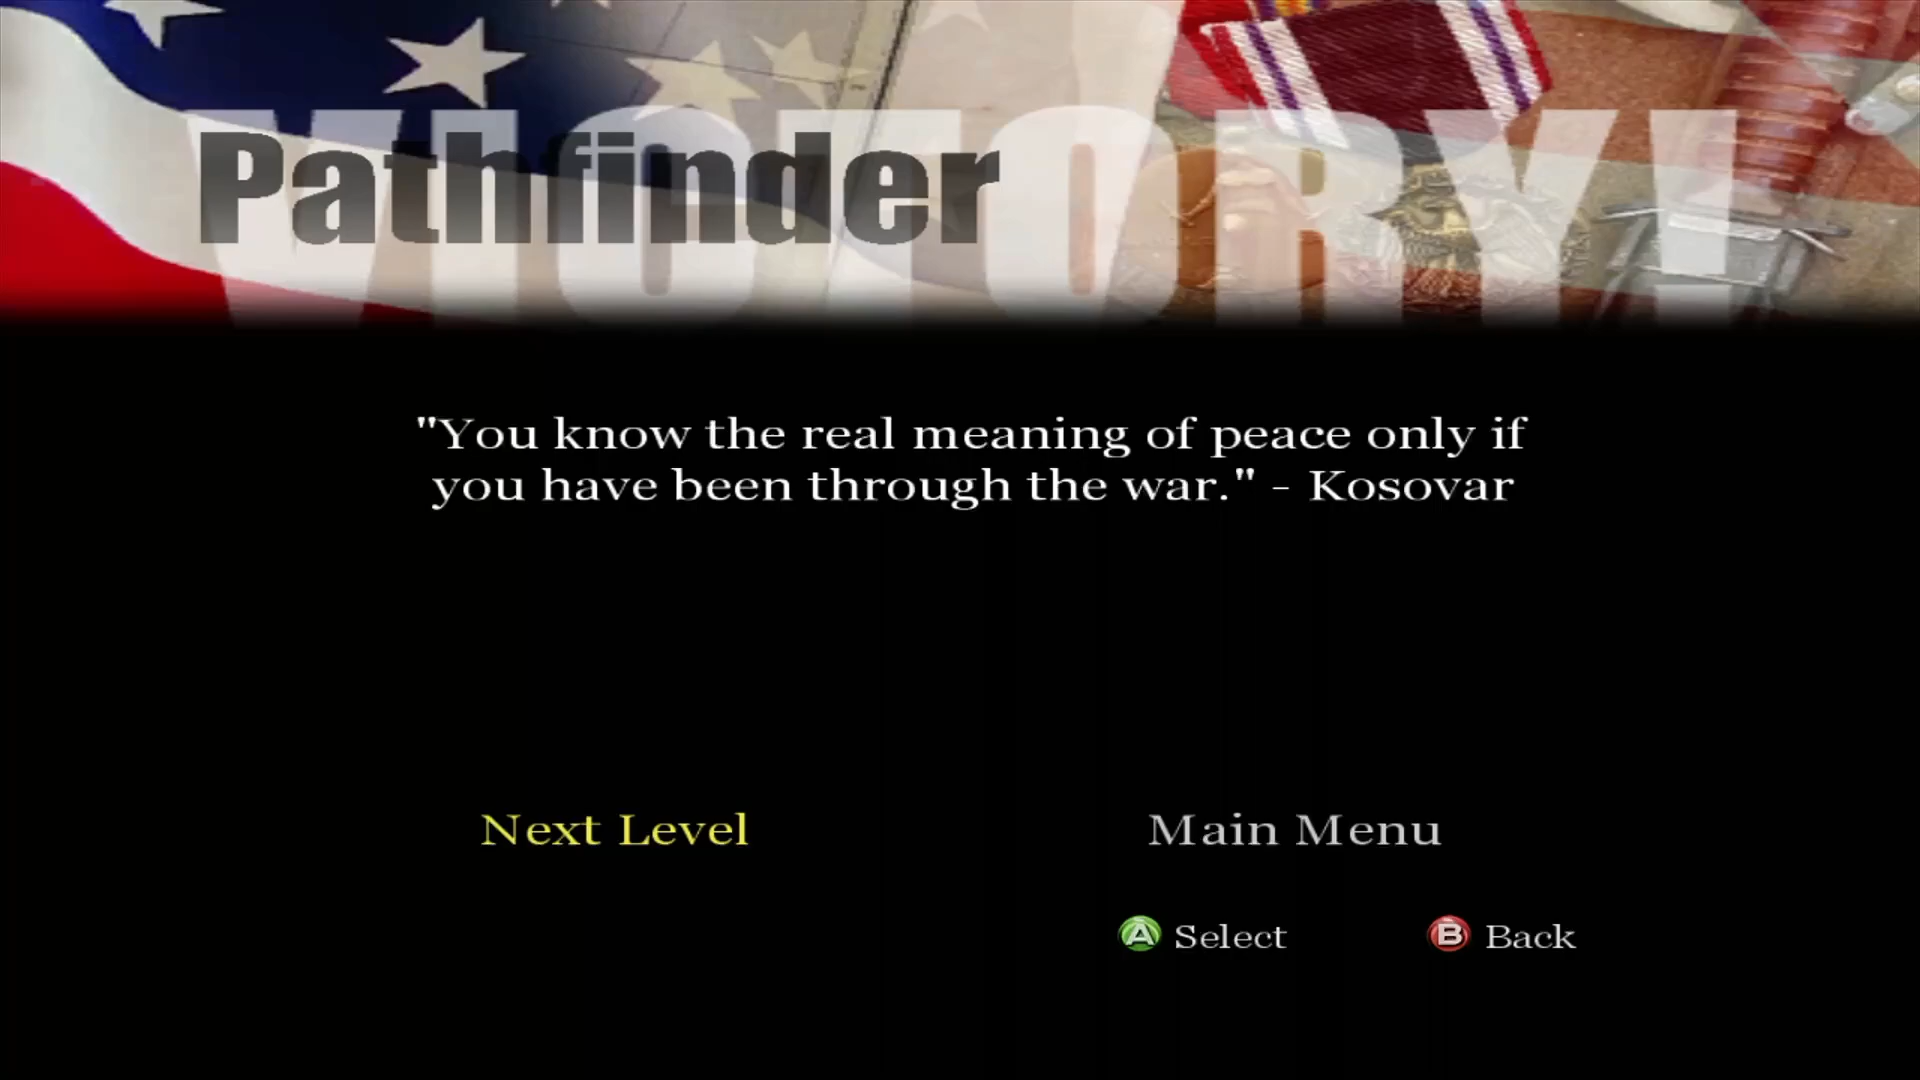 VICTORY!
Pathfinder
"You know the real meaning of peace only if
you have been through the war." - Kosovar
Next Level
Main Menu
A Select
B Back